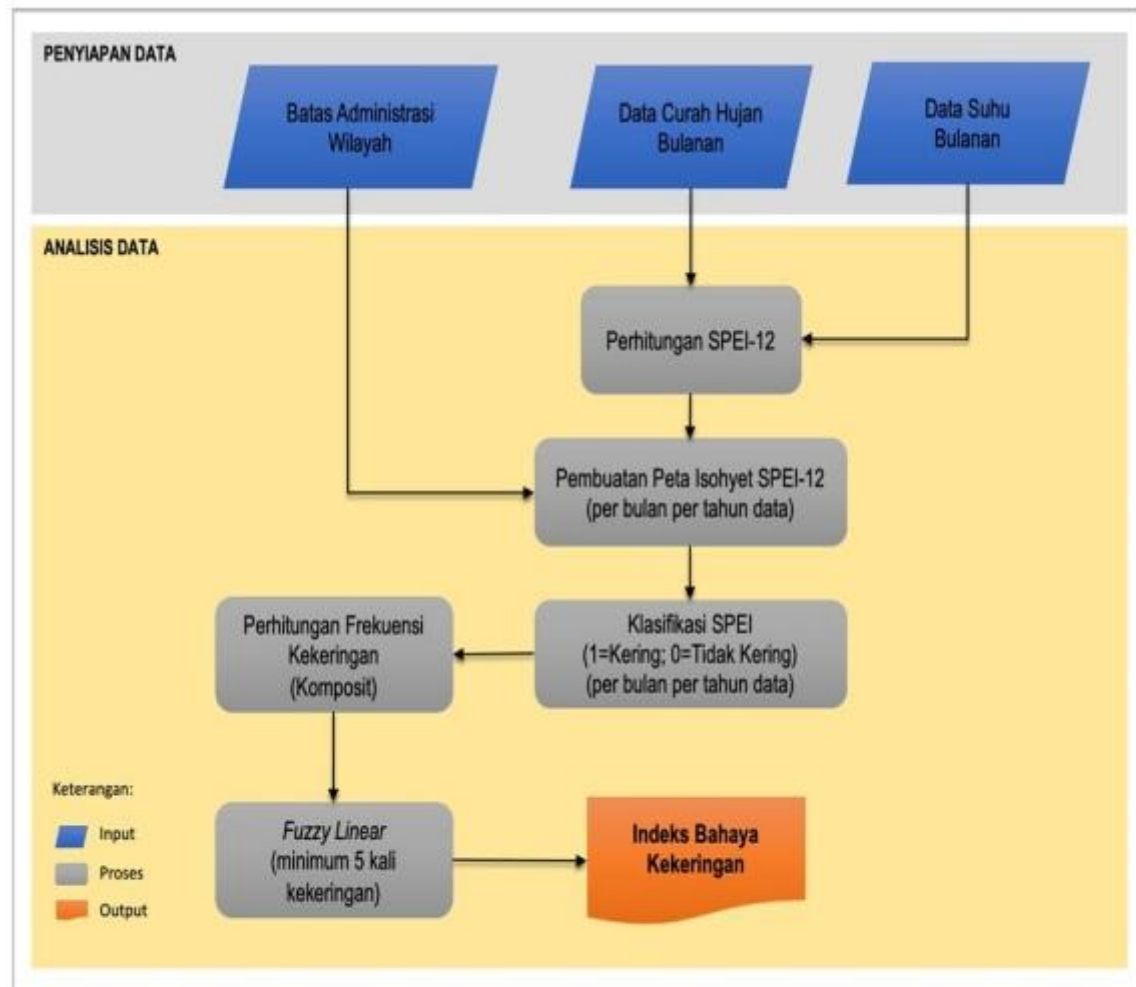 PENYIAPAN DATA
Batas Administrasi
Wilayah
Data Curah Hujan
Bulanan
Data Suhu
Bulanan
ANALISIS DATA
Perhitungan SPEI-12
Pembuatan Peta Isohyet SPEI-12
(per bulan per tahun data)
Klasifikasi SPEI
(1=Kering; 0=Tidak Kering)
(per bulan per tahun data)
Perhitungan Frekuensi
Kekeringan
(Komposit)
Fuzzy Linear
(minimum 5 kali
kekeringan)
Indeks Bahaya
Kekeringan
Keterangan:
Input
Proses
Output